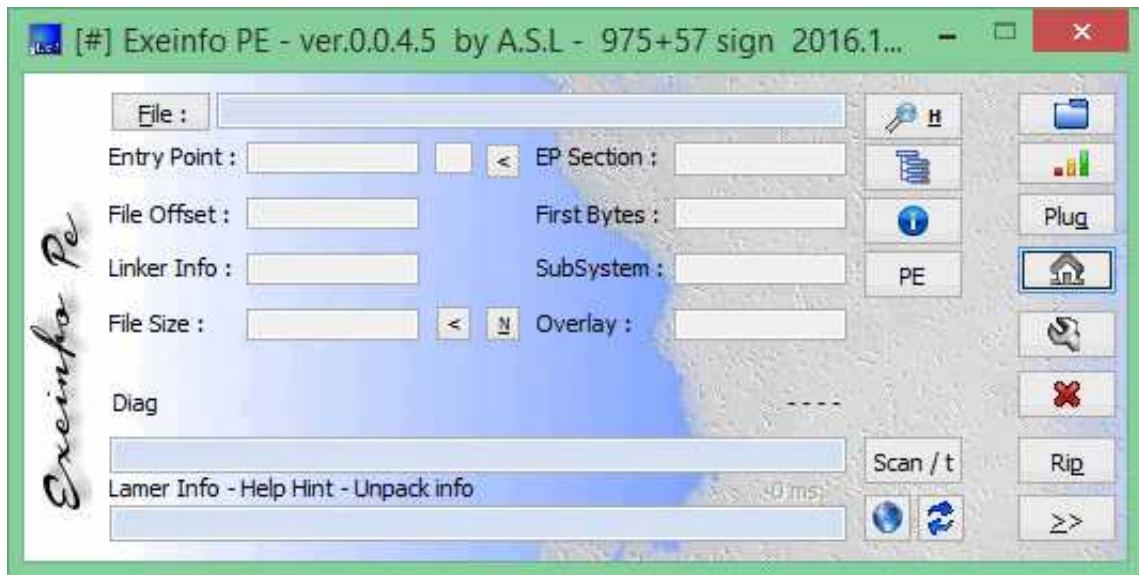 [#] Exeinfo PE - ver.0.0.4.5 by A.S.L - 975+57 sign 2016.1...
File :
H
Entry Point :
<
EP Section :
File Offset :
First Bytes :
Plug
Linker Info :
SubSystem :
PE
File Size :
<
N
Overlay :
Diag
- - - -
Scan / t
Rip
Lamer Info - Help Hint - Unpack info
0 ms
>>
Exeinfo Pe